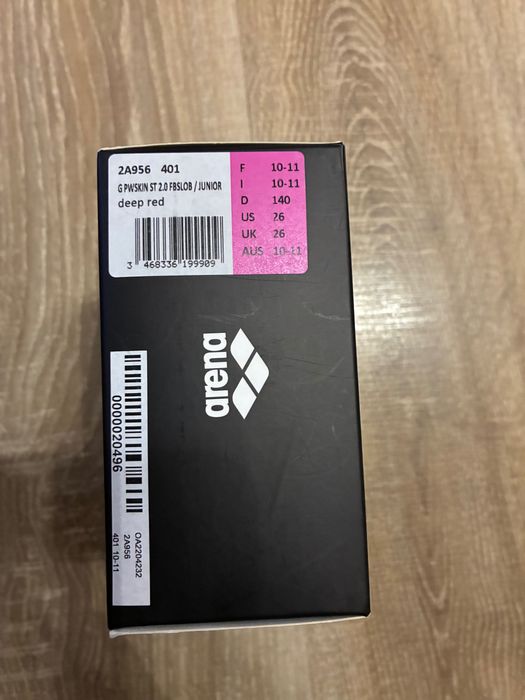 2A956 401
G PWSKIN ST 2.0 FBSLOB / JUNIOR
deep red
3 468336 199909
F 10-11
I 10-11
D 140
US 26
UK 26
AUS 10-11
arena
0000020496
OA2204232
2A956
401 10-11